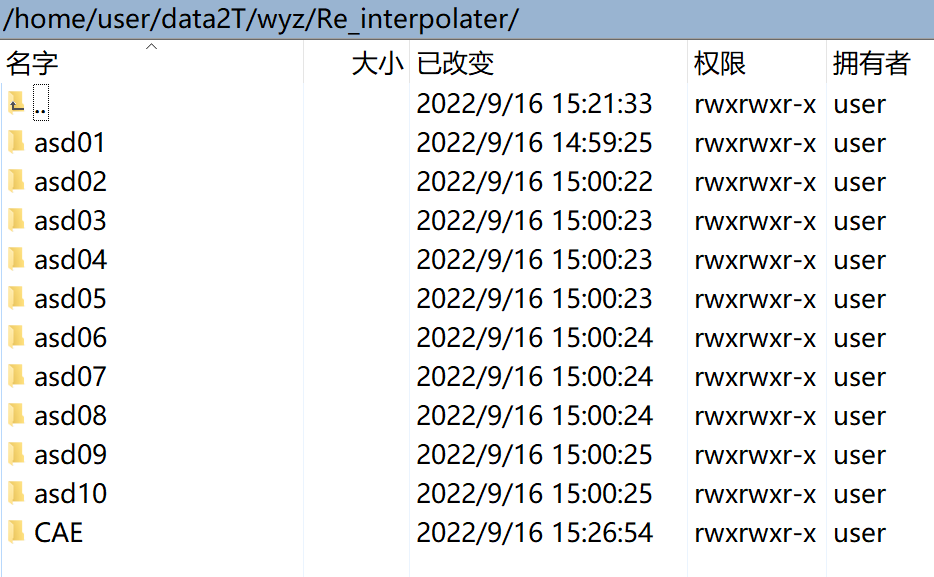 /home/user/data2T/wyz/Re_interpolater/
名字 大小 已改变 权限 拥有者
.. 2022/9/16 15:21:33 rwxrwxr-x user
asd01 2022/9/16 14:59:25 rwxrwxr-x user
asd02 2022/9/16 15:00:22 rwxrwxr-x user
asd03 2022/9/16 15:00:23 rwxrwxr-x user
asd04 2022/9/16 15:00:23 rwxrwxr-x user
asd05 2022/9/16 15:00:23 rwxrwxr-x user
asd06 2022/9/16 15:00:24 rwxrwxr-x user
asd07 2022/9/16 15:00:24 rwxrwxr-x user
asd08 2022/9/16 15:00:24 rwxrwxr-x user
asd09 2022/9/16 15:00:25 rwxrwxr-x user
asd10 2022/9/16 15:00:25 rwxrwxr-x user
CAE 2022/9/16 15:26:54 rwxrwxr-x user